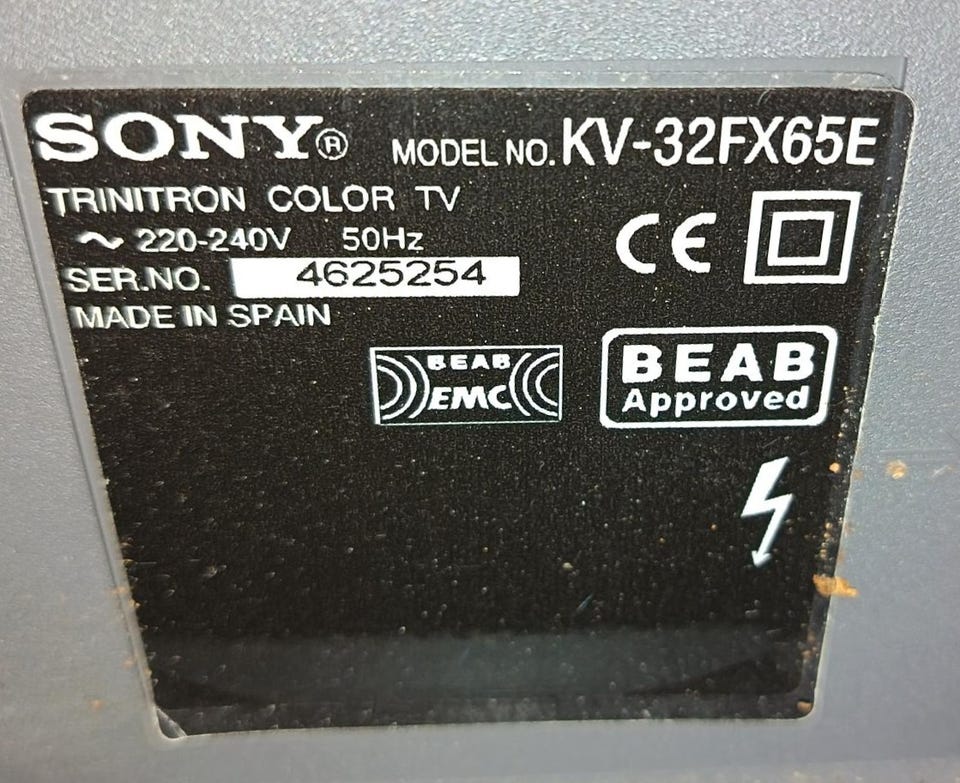 SONY® MODEL NO. KV-32FX65E
TRINITRON COLOR TV
~ 220-240V 50Hz
SER.NO. 4625254
MADE IN SPAIN
CE
BEAB
EMC
BEAB
Approved